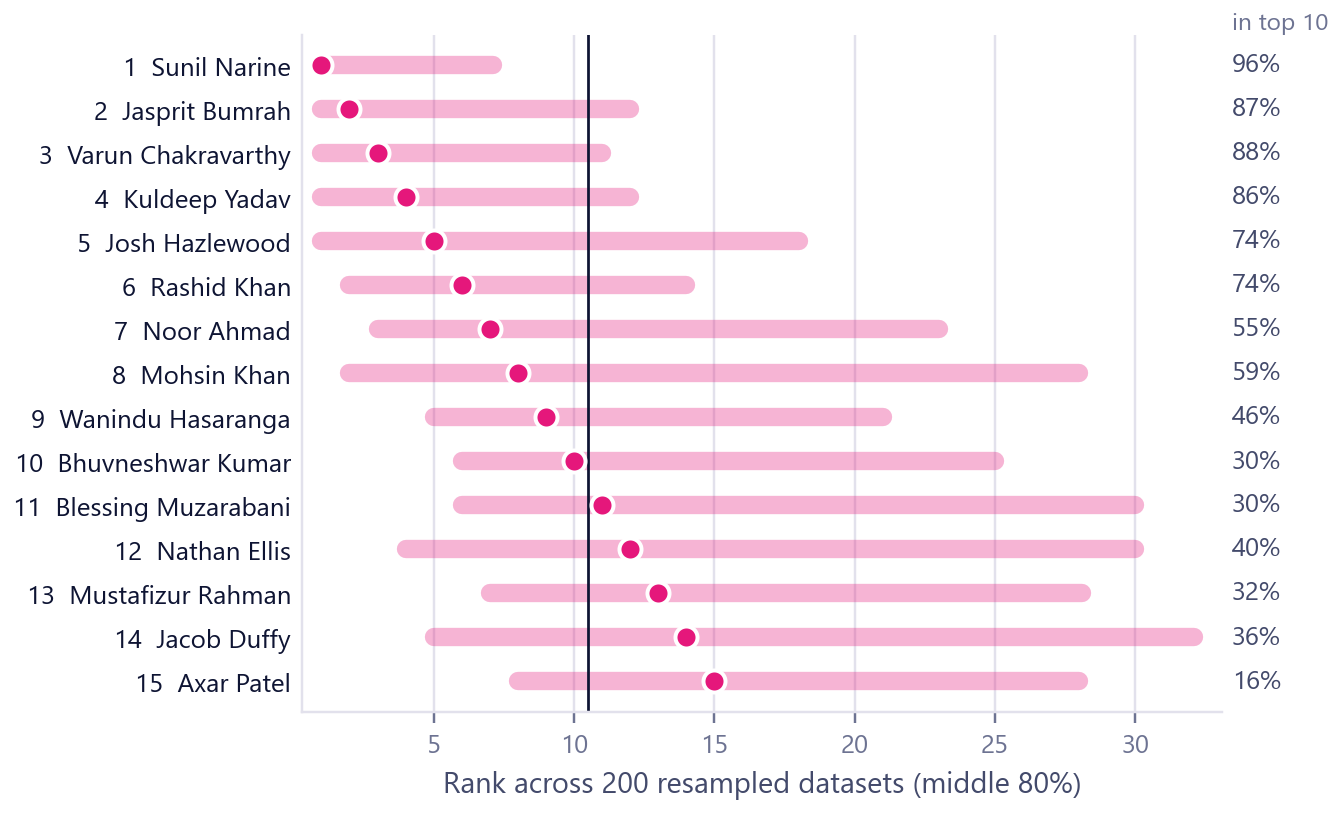 in top 10
1 Sunil Narine 96%
2 Jasprit Bumrah 87%
3 Varun Chakravarthy 88%
4 Kuldeep Yadav 86%
5 Josh Hazlewood 74%
6 Rashid Khan 74%
7 Noor Ahmad 55%
8 Mohsin Khan 59%
9 Wanindu Hasaranga 46%
10 Bhuvneshwar Kumar 30%
11 Blessing Muzarabani 30%
12 Nathan Ellis 40%
13 Mustafizur Rahman 32%
14 Jacob Duffy 36%
15 Axar Patel 16%
5 10 15 20 25 30
Rank across 200 resampled datasets (middle 80%)